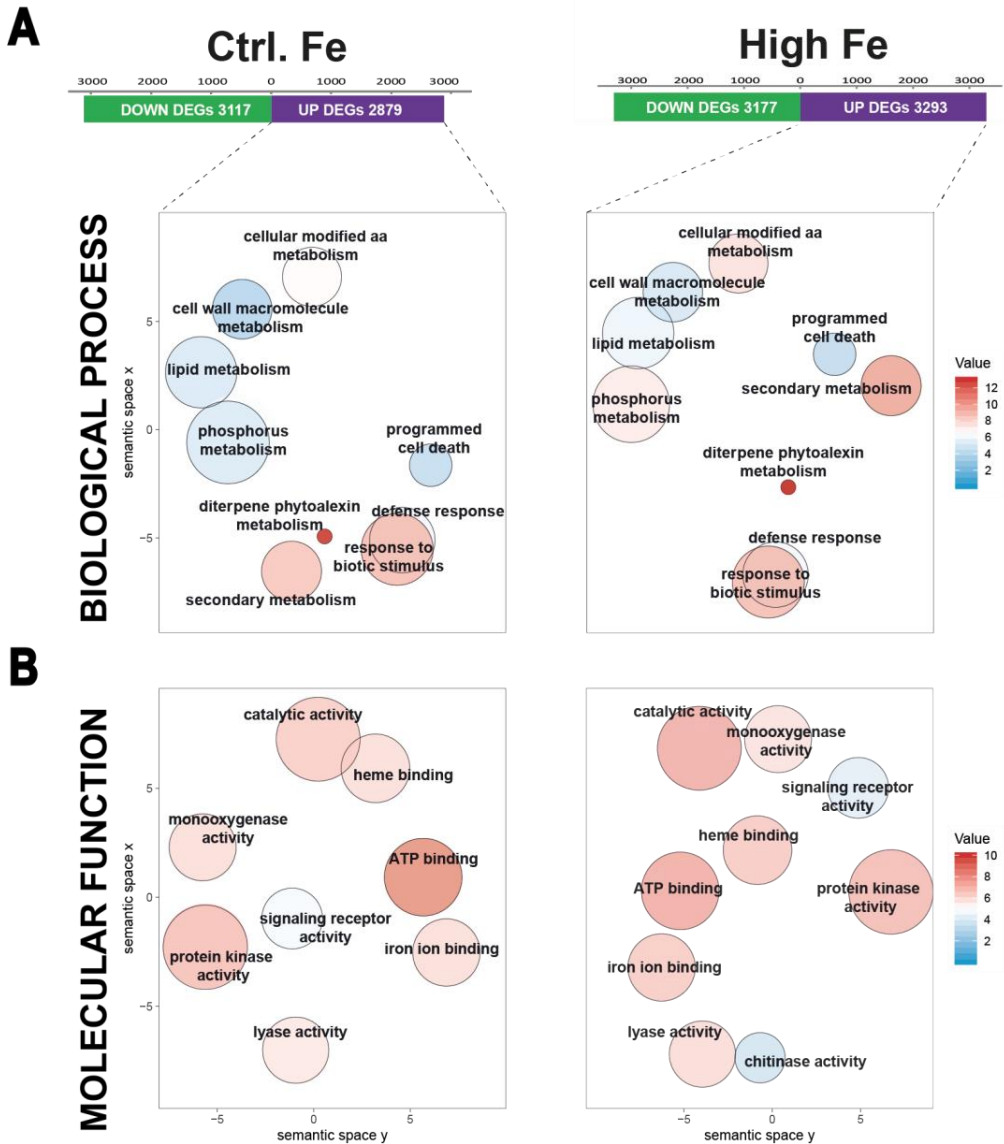 A
Ctrl. Fe
High Fe
3000 2000 1000 0 1000 2000 3000
3000 2000 1000 0 1000 2000 3000
DOWN DEGs 3117 UP DEGs 2879
DOWN DEGs 3177 UP DEGs 3293
BIOLOGICAL PROCESS
semantic space x
5
0
−5
cellular modified aa
metabolism
cell wall macromolecule
metabolism
lipid metabolism
phosphorus
metabolism
programmed
cell death
diterpene phytoalexin
metabolism
defense response
response to
biotic stimulus
secondary metabolism
cellular modified aa
metabolism
cell wall macromolecule
metabolism
programmed
cell death
lipid metabolism
secondary metabolism
phosphorus
metabolism
diterpene phytoalexin
metabolism
defense response
response to
biotic stimulus
Value
12
10
8
6
4
2
B
MOLECULAR FUNCTION
semantic space x
5
0
−5
catalytic activity
heme binding
monooxygenase
activity
ATP binding
signaling receptor
activity
iron ion binding
protein kinase
activity
lyase activity
−5 0 5
semantic space y
catalytic activity
monooxygenase
activity
signaling receptor
activity
heme binding
ATP binding
protein kinase
activity
iron ion binding
lyase activity
chitinase activity
−5 0 5
semantic space y
Value
10
8
6
4
2